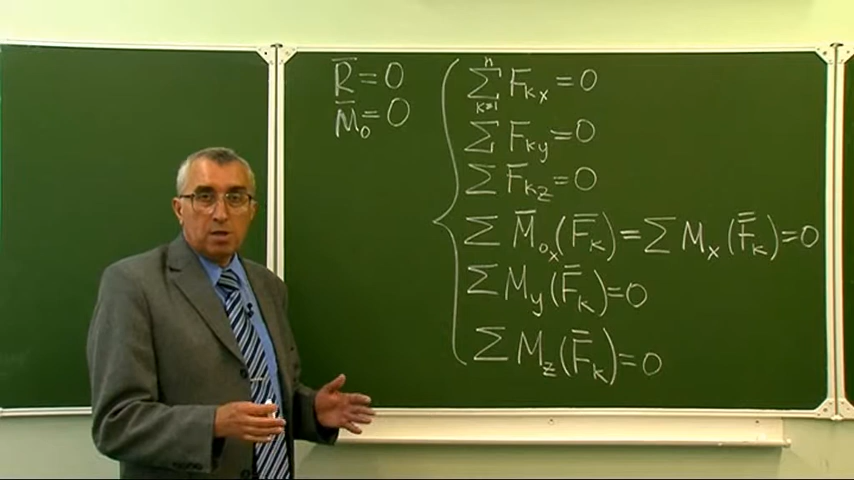 R̅ = 0
M̅₀ = 0
n
∑ F_kx = 0
k=1
∑ F_ky = 0
∑ F_kz = 0
∑ M̅_ox(F̅_k) = ∑ M_x(F̅_k) = 0
∑ M_y(F̅_k) = 0
∑ M_z(F̅_k) = 0